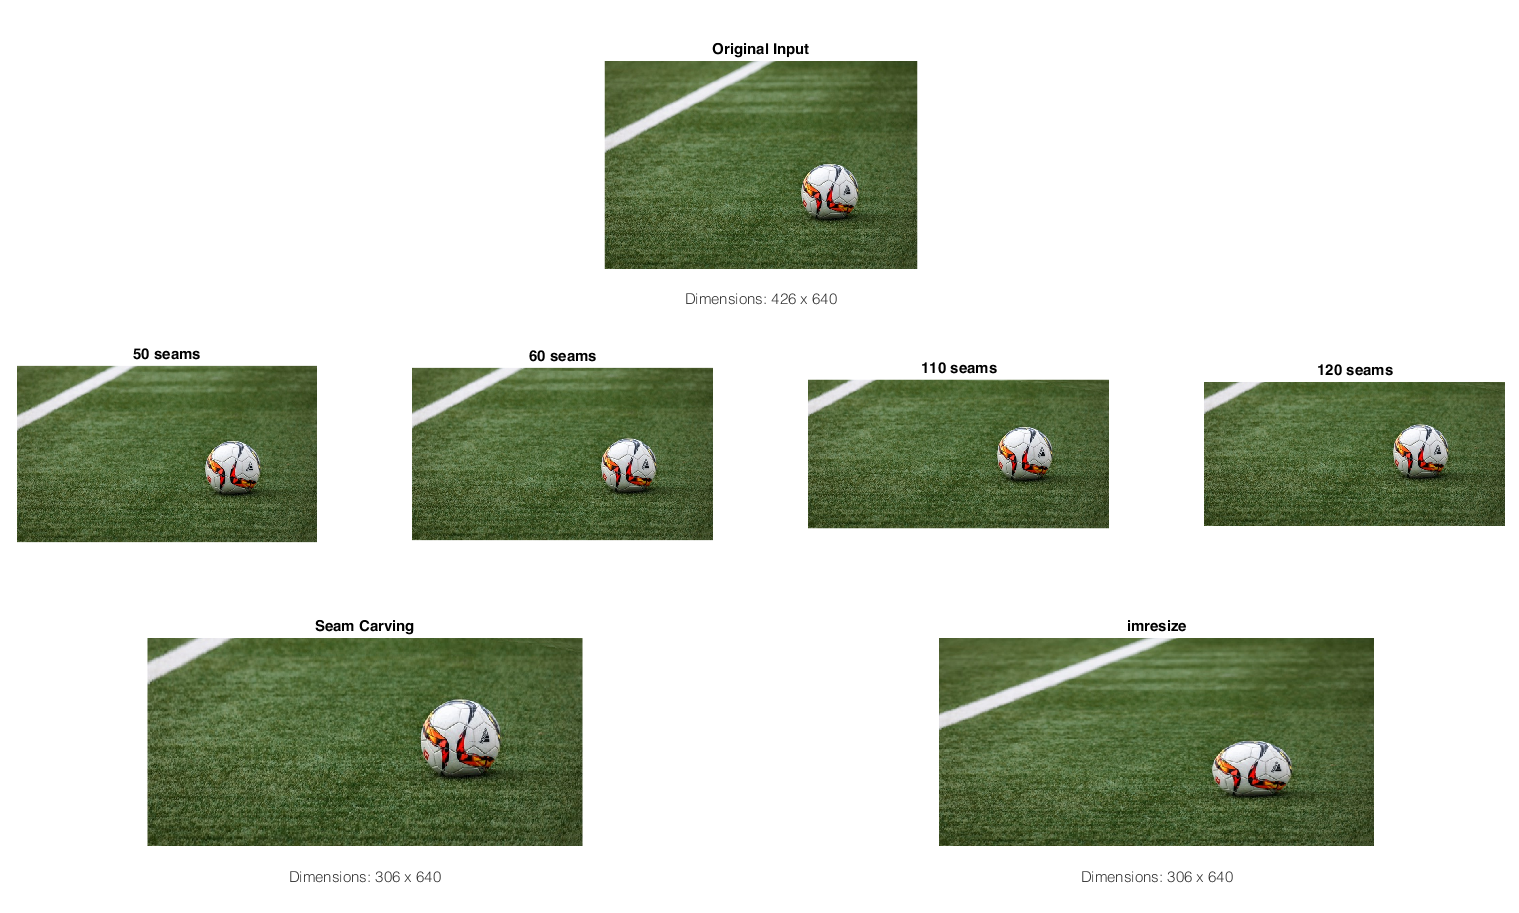 Original Input
Dimensions: 426 x 640
50 seams
60 seams
110 seams
120 seams
Seam Carving
imresize
Dimensions: 306 x 640
Dimensions: 306 x 640